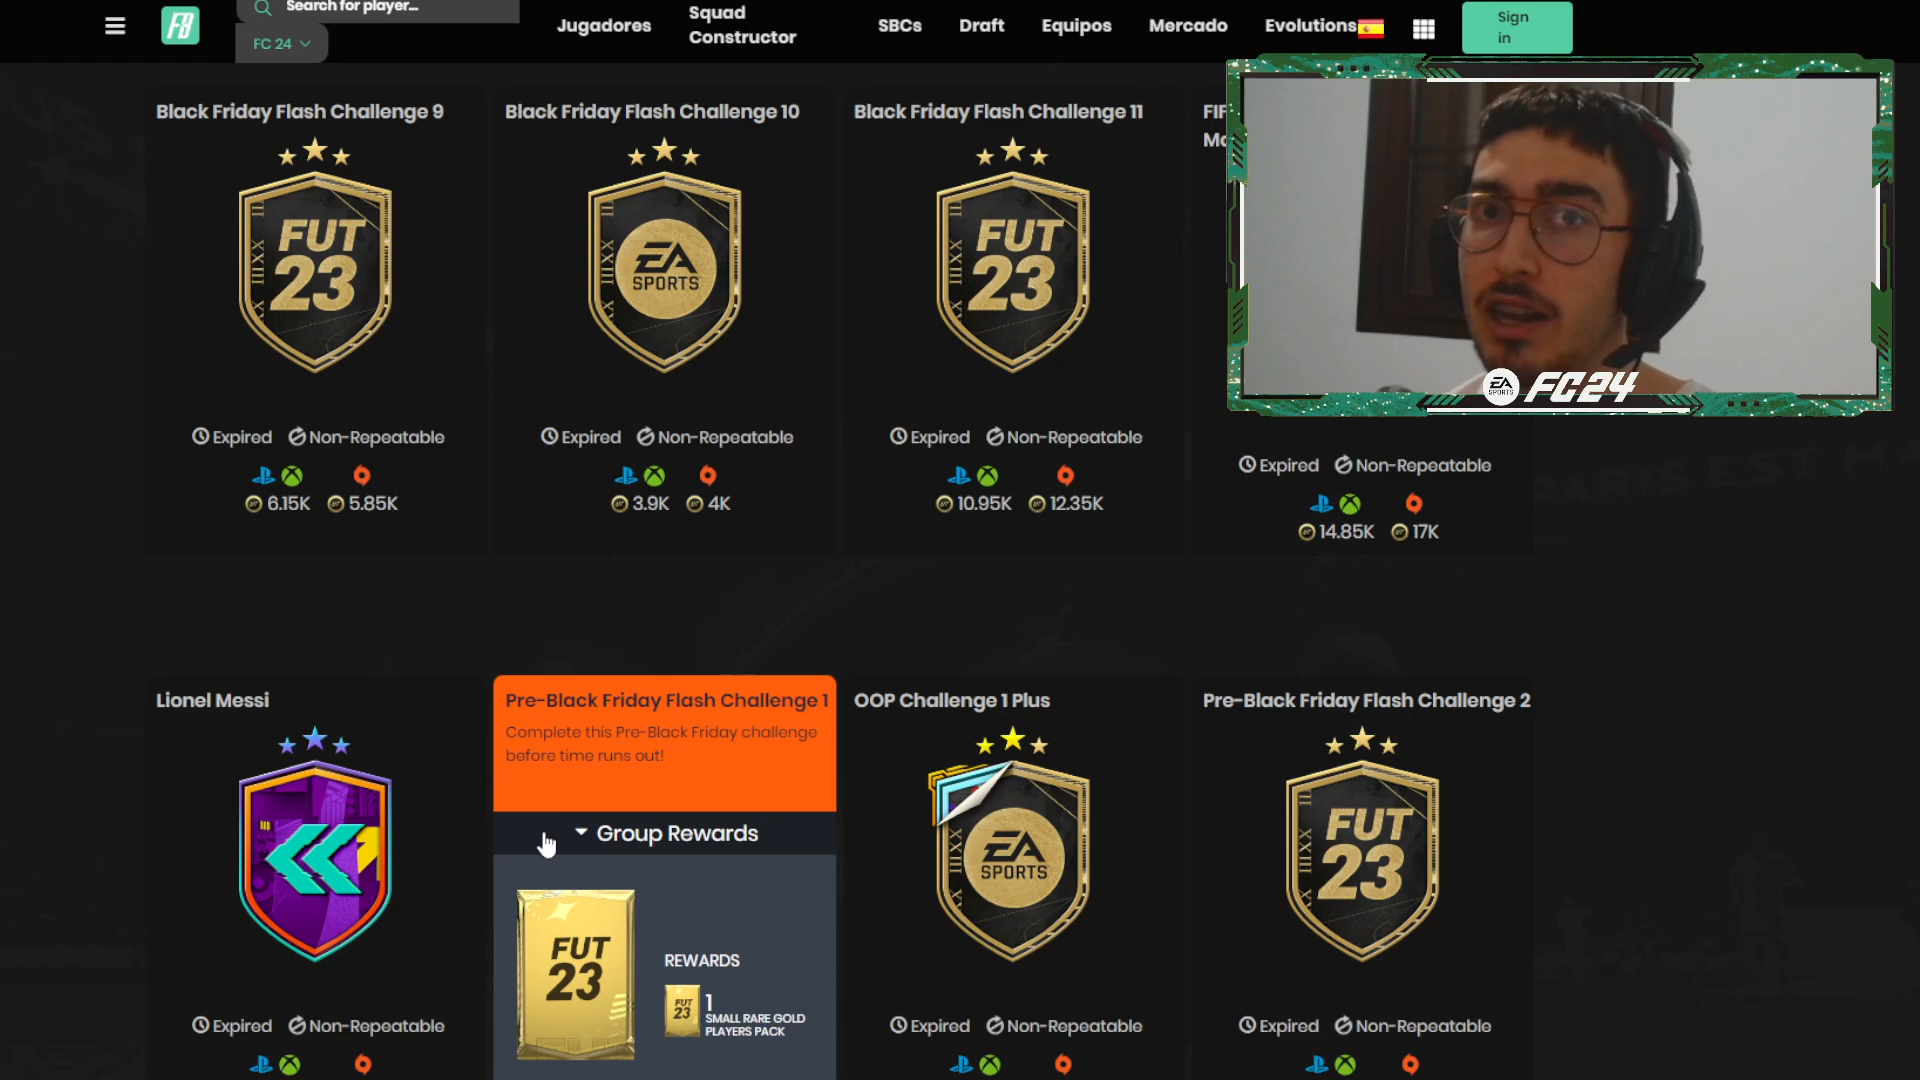 Search for player...
FC 24
Jugadores
Squad
Constructor
SBCs
Draft
Equipos
Mercado
Evolutions
Sign
in
Black Friday Flash Challenge 9
FUT
23
Expired
Non-Repeatable
6.15K
5.85K
Black Friday Flash Challenge 10
EA
SPORTS
Expired
Non-Repeatable
3.9K
4K
Black Friday Flash Challenge 11
FUT
23
Expired
Non-Repeatable
10.95K
12.35K
Expired
Non-Repeatable
14.85K
17K
EA
SPORTS
FC24
Lionel Messi
Expired
Non-Repeatable
Pre-Black Friday Flash Challenge 1
Complete this Pre-Black Friday challenge
before time runs out!
Group Rewards
FUT
23
REWARDS
FUT
23
1
SMALL RARE GOLD
PLAYERS PACK
OOP Challenge 1 Plus
EA
SPORTS
Expired
Non-Repeatable
Pre-Black Friday Flash Challenge 2
FUT
23
Expired
Non-Repeatable